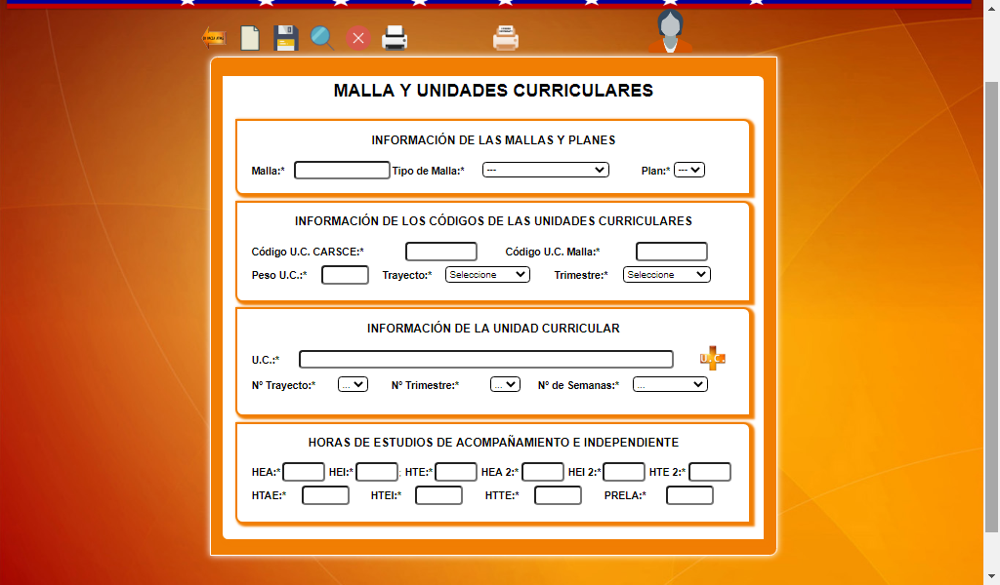 MALLA Y UNIDADES CURRICULARES
INFORMACIÓN DE LAS MALLAS Y PLANES
Malla:* Tipo de Malla:* --- Plan:* ---
INFORMACIÓN DE LOS CÓDIGOS DE LAS UNIDADES CURRICULARES
Código U.C. CARSCE:* Código U.C. Malla:*
Peso U.C.:* Trayecto:* Seleccione Trimestre:* Seleccione
INFORMACIÓN DE LA UNIDAD CURRICULAR
U.C.:* U.C.
Nº Trayecto:* ... Nº Trimestre:* ... Nº de Semanas:* ...
HORAS DE ESTUDIOS DE ACOMPAÑAMIENTO E INDEPENDIENTE
HEA:* HEI:* ; HTE:* HEA 2:* HEI 2:* HTE 2:*
HTAE:* HTEI:* HTTE:* PRELA:*